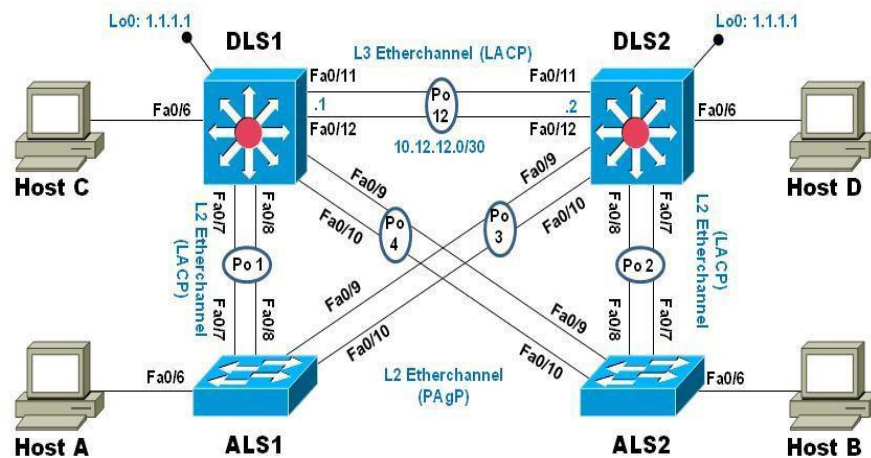 Lo0: 1.1.1.1
Lo0: 1.1.1.1
DLS1
L3 Etherchannel (LACP)
DLS2
Fa0/11
Fa0/11
Fa0/6
.1
Po
12
.2
Fa0/6
Fa0/12
Fa0/12
10.12.12.0/30
Host C
Host D
Fa0/9
Fa0/9
Fa0/10
Fa0/10
Fa0/7
Fa0/8
Fa0/8
Fa0/7
L2 Etherchannel
(LACP)
Po
4
Po
3
L2 Etherchannel
(LACP)
Po 1
Po 2
Fa0/7
Fa0/8
Fa0/9
Fa0/10
Fa0/9
Fa0/10
Fa0/8
Fa0/7
Fa0/6
L2 Etherchannel
(PAgP)
Fa0/6
Host A
ALS1
ALS2
Host B